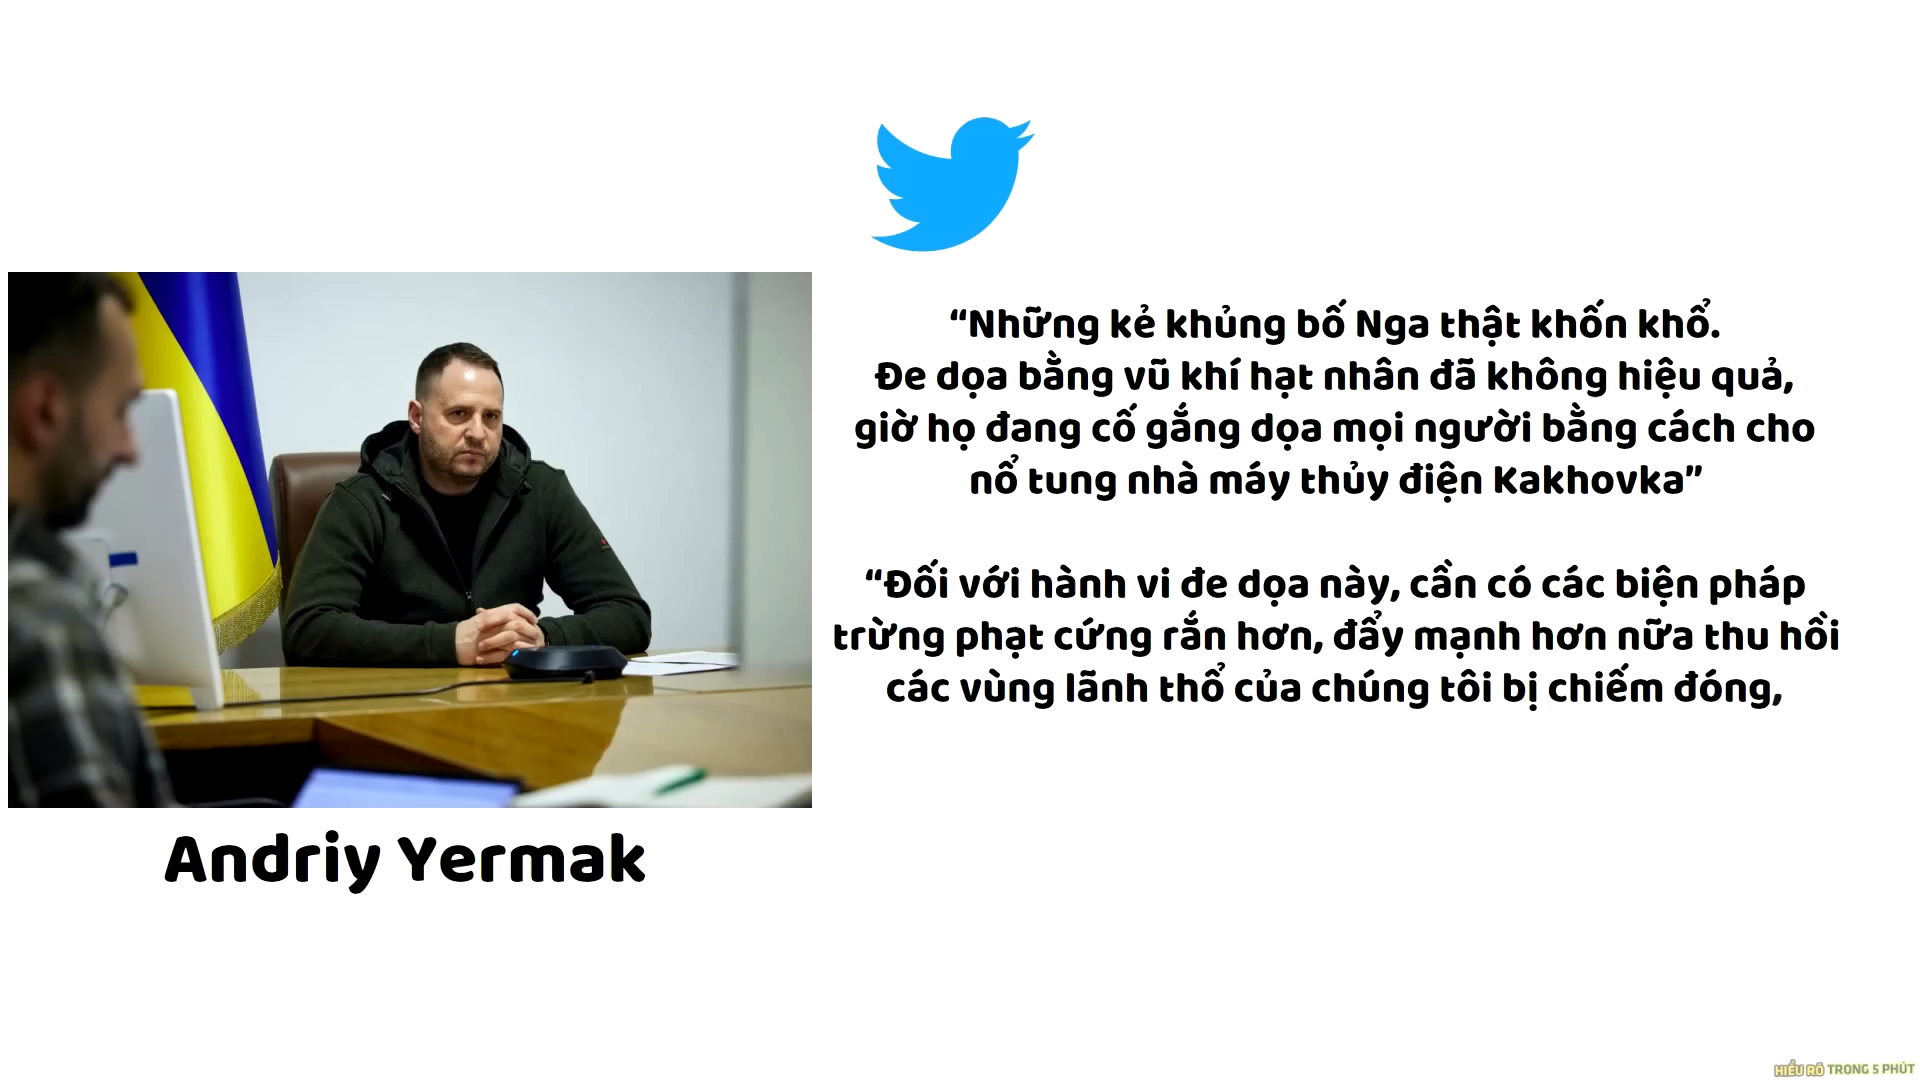 “Những kẻ khủng bố Nga thật khốn khổ.
Đe dọa bằng vũ khí hạt nhân đã không hiệu quả,
giờ họ đang cố gắng dọa mọi người bằng cách cho
nổ tung nhà máy thủy điện Kakhovka”
“Đối với hành vi đe dọa này, cần có các biện pháp
trừng phạt cứng rắn hơn, đẩy mạnh hơn nữa thu hồi
các vùng lãnh thổ của chúng tôi bị chiếm đóng,
Andriy Yermak
HIỂU RÕ TRONG 5 PHÚT